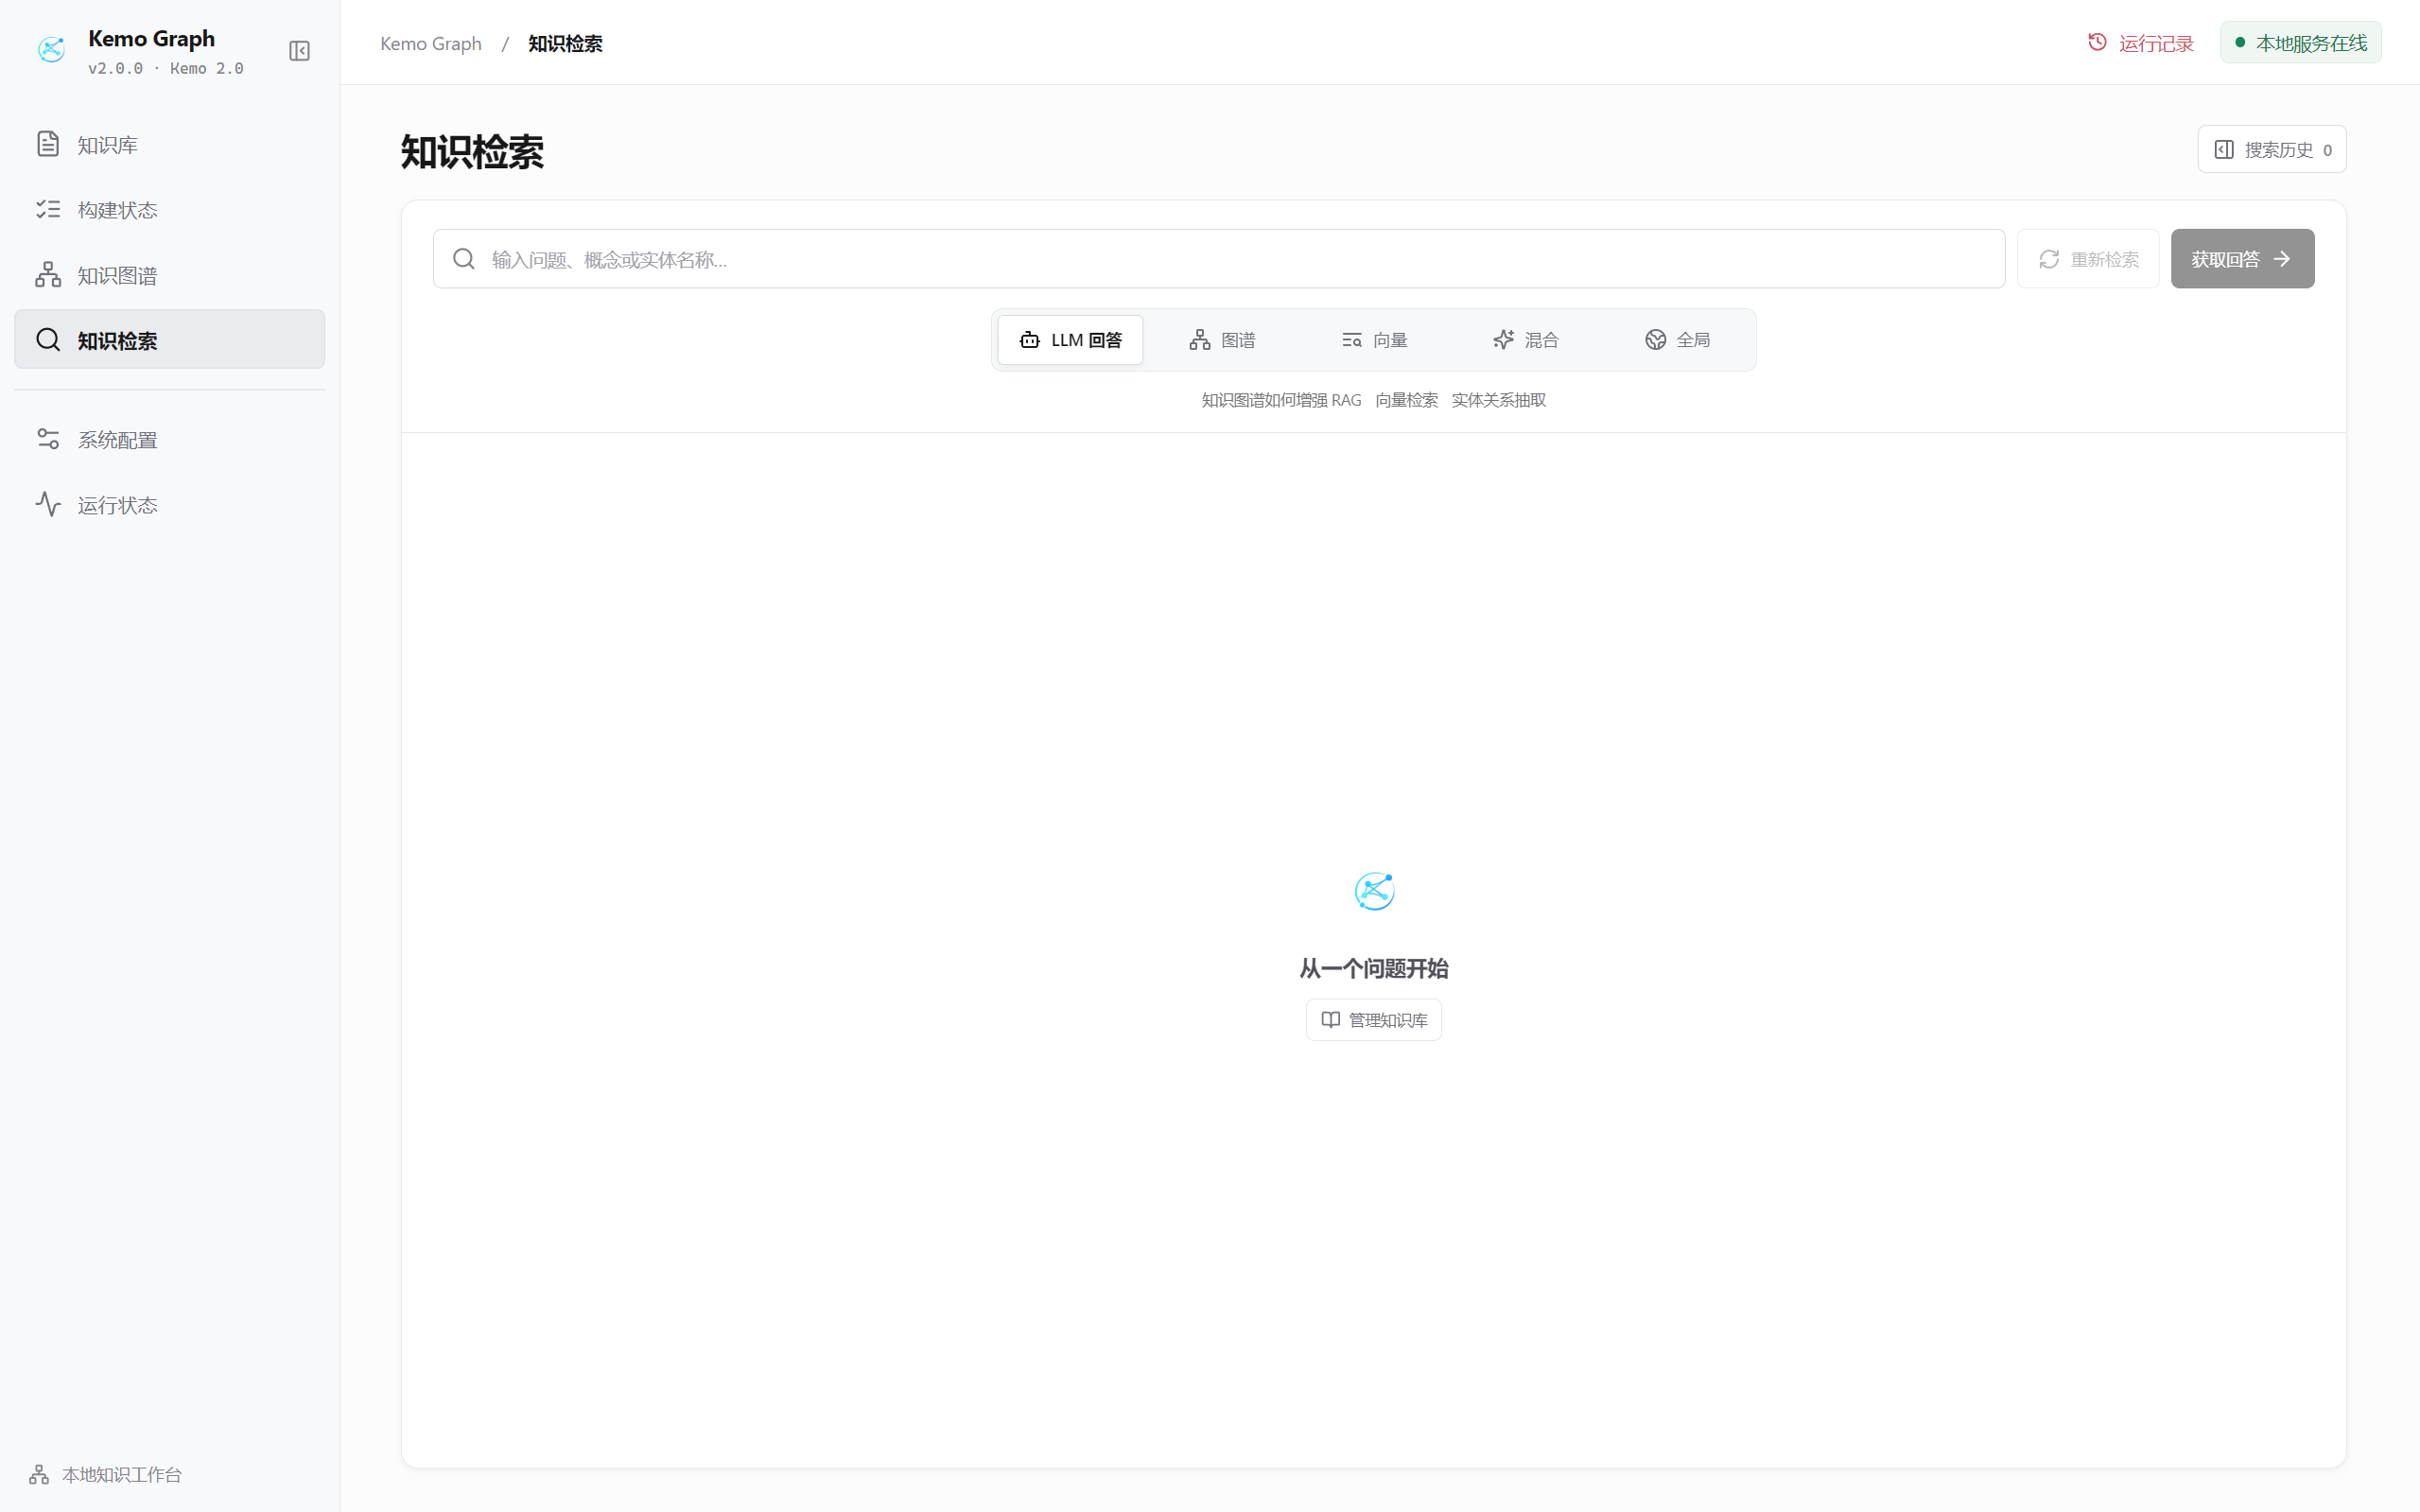 Kemo Graph
v2.0.0 · Kemo 2.0
知识库
构建状态
知识图谱
知识检索
系统配置
运行状态
本地知识工作台
Kemo Graph / 知识检索
运行记录
本地服务在线
知识检索
搜索历史 0
输入问题、概念或实体名称...
重新检索
获取回答
LLM 回答
图谱
向量
混合
全局
知识图谱如何增强 RAG 向量检索 实体关系抽取
从一个问题开始
管理知识库